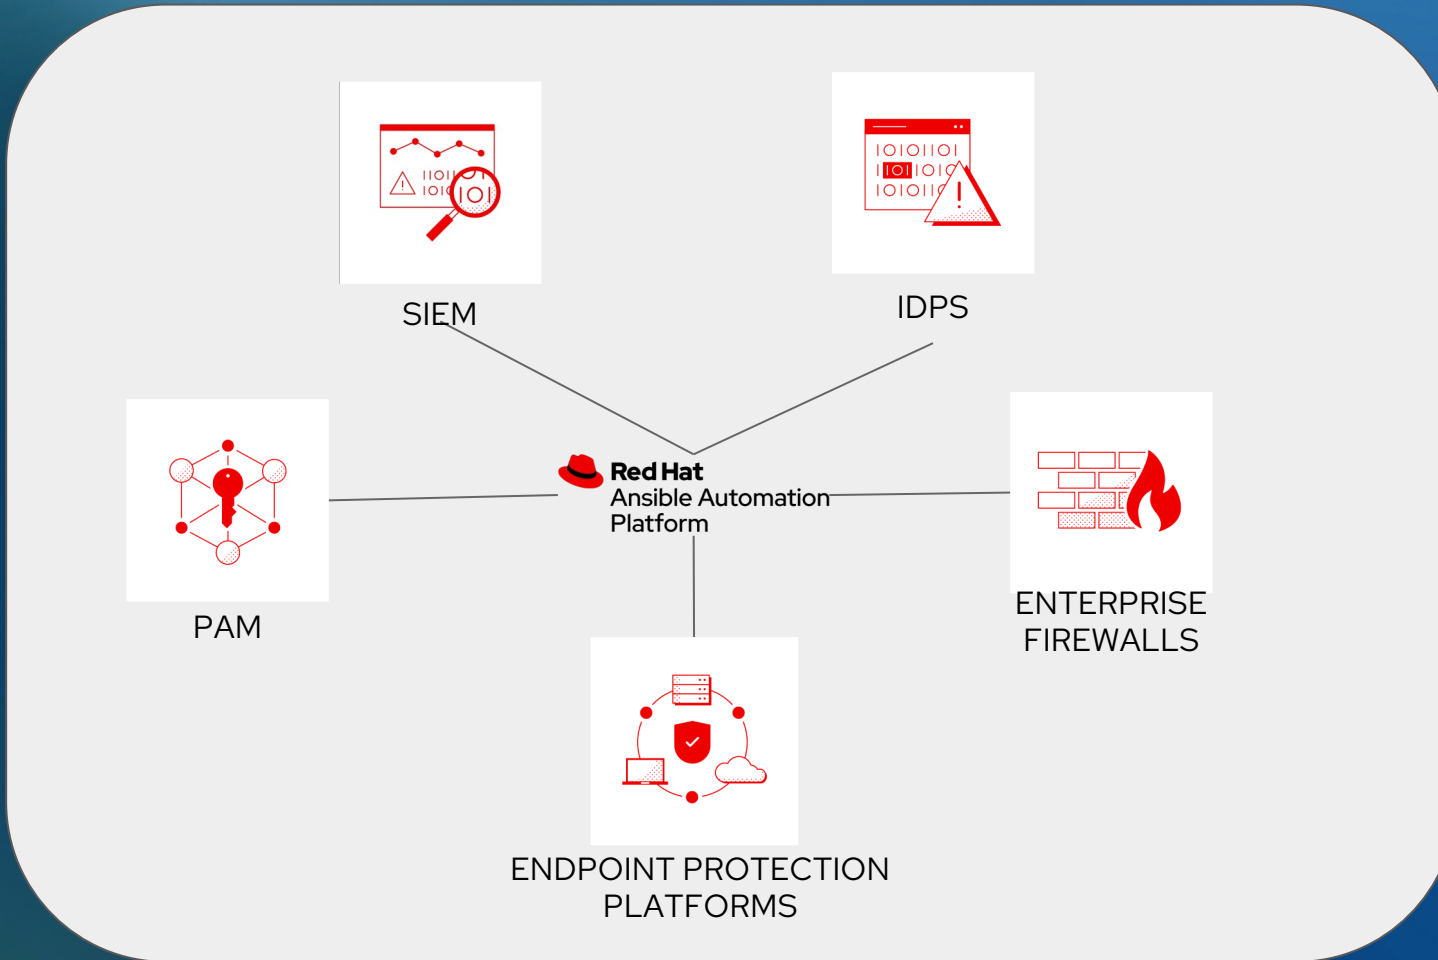 SIEM
IDPS
Red Hat
Ansible Automation
Platform
PAM
ENTERPRISE
FIREWALLS
ENDPOINT PROTECTION
PLATFORMS